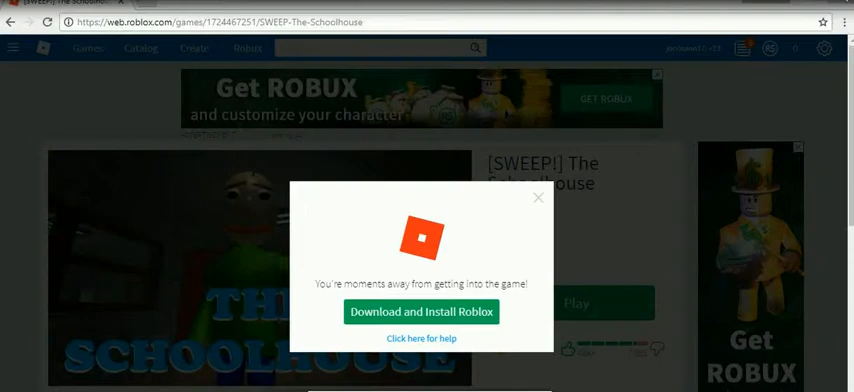 https://web.roblox.com/games/1724467251/SWEEP-The-Schoolhouse
Games
Catalog
Create
Robux
0
Get ROBUX
and customize your character
GET ROBUX
[SWEEP!] The
Schoolhouse
THE
SCHOOLHOUSE
You're moments away from getting into the game!
Download and Install Roblox
Click here for help
Play
Get
ROBUX